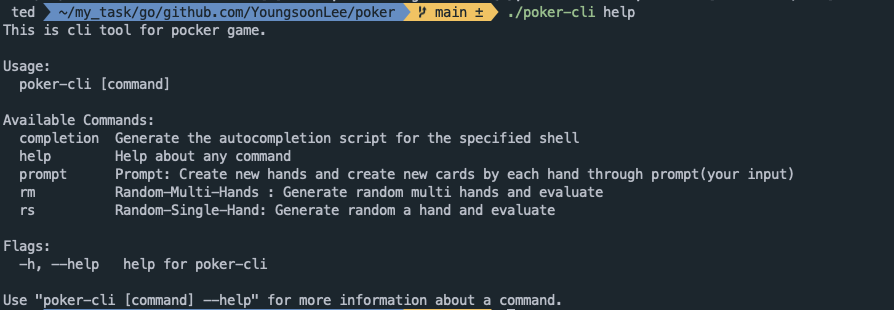 ted ~/my_task/go/github.com/YoungsoonLee/poker main ± ./poker-cli help
This is cli tool for pocker game.
Usage:
poker-cli [command]
Available Commands:
completion Generate the autocompletion script for the specified shell
help Help about any command
prompt Prompt: Create new hands and create new cards by each hand through prompt(your input)
rm Random-Multi-Hands : Generate random multi hands and evaluate
rs Random-Single-Hand: Generate random a hand and evaluate
Flags:
-h, --help help for poker-cli
Use "poker-cli [command] --help" for more information about a command.